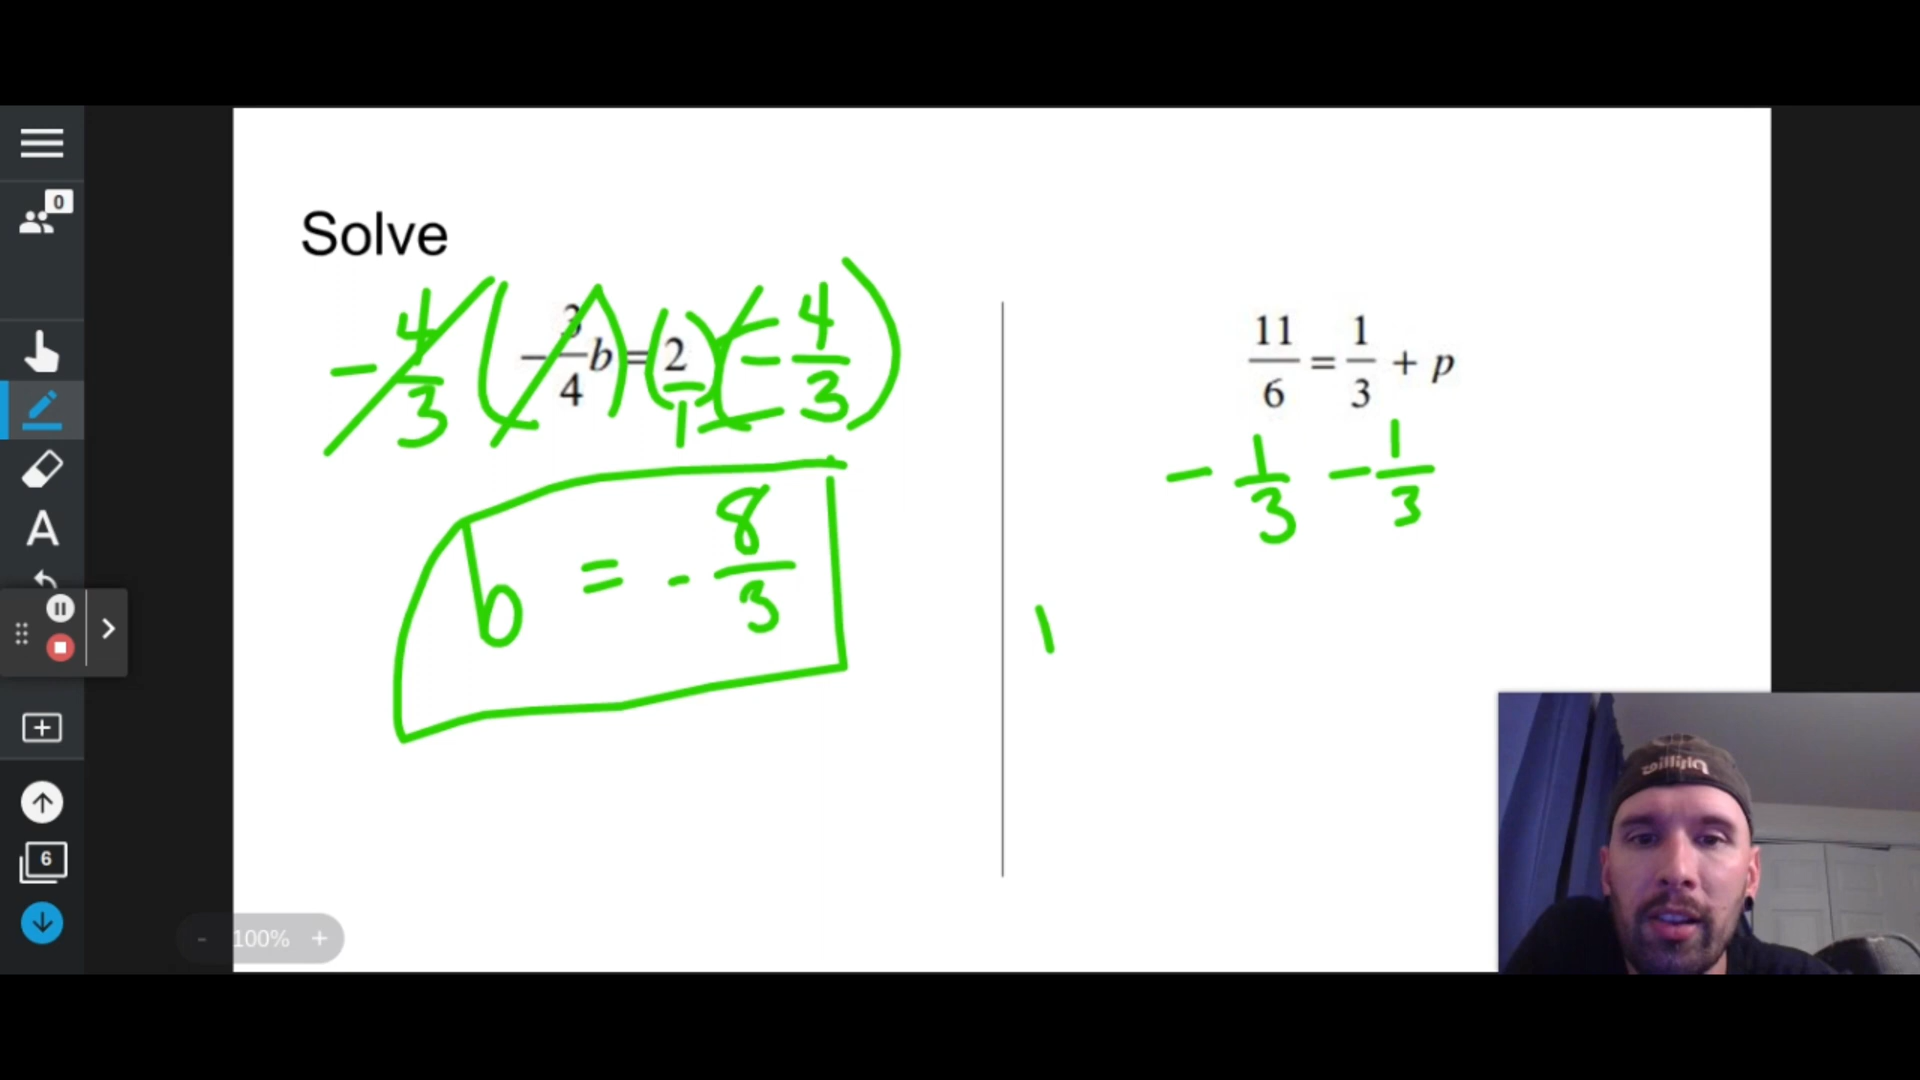 0
Solve
-4/3 (-3/4 b) = (2/1)(-4/3)
b = -8/3
11/6 = 1/3 + p
-1/3 -1/3
1
6
- 100% +
A